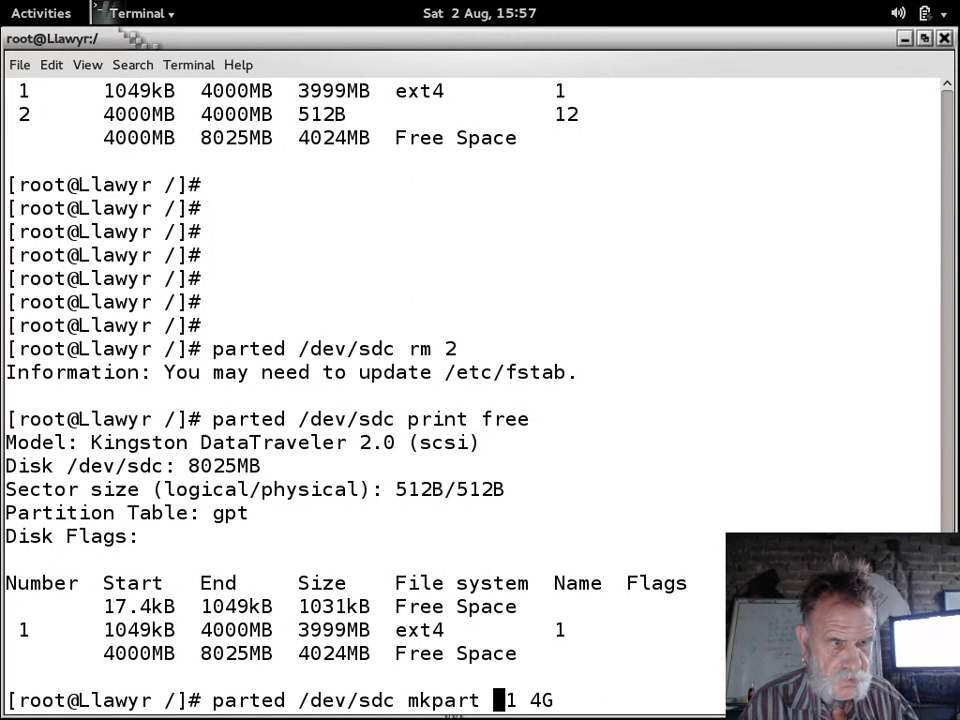 Activities Terminal Sat 2 Aug, 15:57
root@Llawyr:/
File Edit View Search Terminal Help
1 1049kB 4000MB 3999MB ext4 1
2 4000MB 4000MB 512B 12
4000MB 8025MB 4024MB Free Space
[root@Llawyr /]#
[root@Llawyr /]#
[root@Llawyr /]#
[root@Llawyr /]#
[root@Llawyr /]#
[root@Llawyr /]#
[root@Llawyr /]#
[root@Llawyr /]# parted /dev/sdc rm 2
Information: You may need to update /etc/fstab.
[root@Llawyr /]# parted /dev/sdc print free
Model: Kingston DataTraveler 2.0 (scsi)
Disk /dev/sdc: 8025MB
Sector size (logical/physical): 512B/512B
Partition Table: gpt
Disk Flags:
Number Start End Size File system Name Flags
17.4kB 1049kB 1031kB Free Space
1 1049kB 4000MB 3999MB ext4 1
4000MB 8025MB 4024MB Free Space
[root@Llawyr /]# parted /dev/sdc mkpart 1 4G